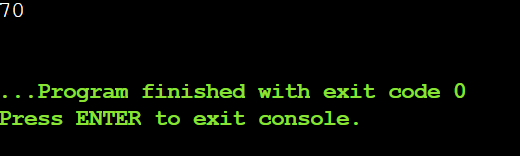 70
...Program finished with exit code 0
Press ENTER to exit console.